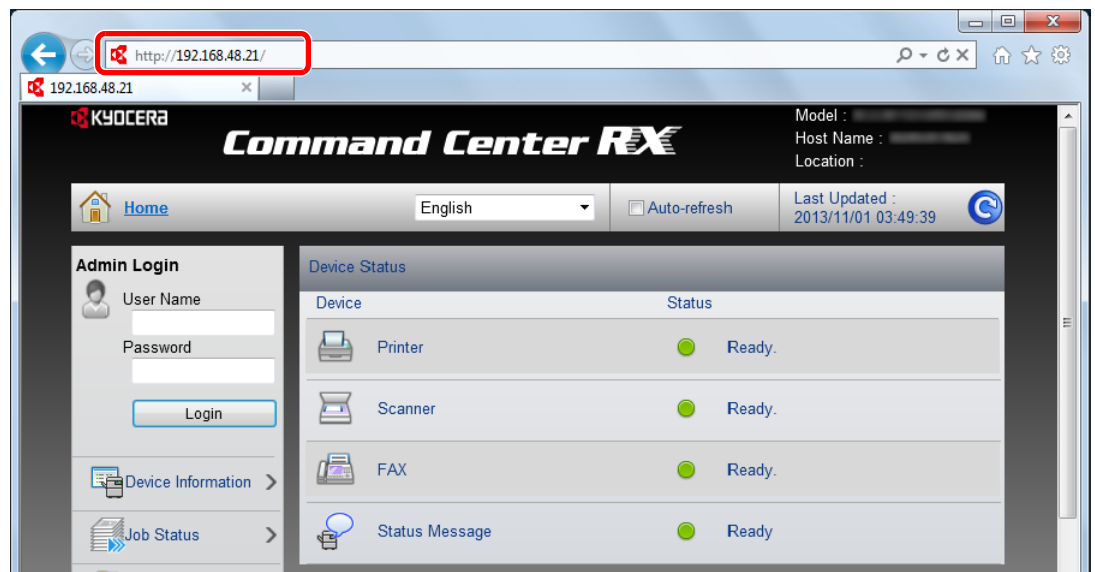 http://192.168.48.21/
192.168.48.21
KYOCERA
Command Center RX
Model :
Host Name :
Location :
Home
English
Auto-refresh
Last Updated :
2013/11/01 03:49:39
Admin Login
User Name
Password
Login
Device Information
Job Status
Device Status
Device Status
Printer Ready.
Scanner Ready.
FAX Ready.
Status Message Ready